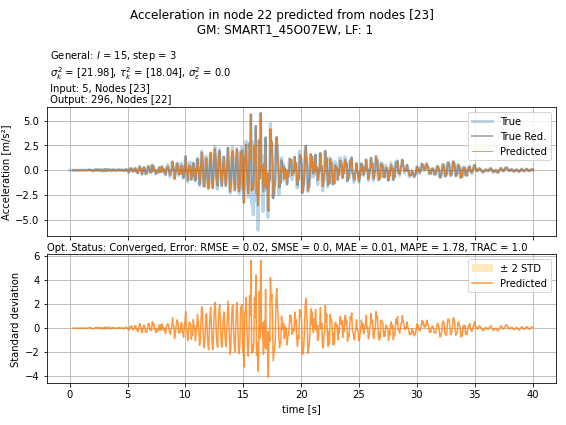 Acceleration in node 22 predicted from nodes [23]
GM: SMART1_45O07EW, LF: 1
General: l = 15, step = 3
σ²ₖ = [21.98], τ²ₖ = [18.04], σ²ε = 0.0
Input: 5, Nodes [23]
Output: 296, Nodes [22]
Acceleration [m/s²]
5.0
2.5
0.0
−2.5
−5.0
True
True Red.
Predicted
Opt. Status: Converged, Error: RMSE = 0.02, SMSE = 0.0, MAE = 0.01, MAPE = 1.78, TRAC = 1.0
Standard deviation
6
4
2
0
−2
−4
± 2 STD
Predicted
0 5 10 15 20 25 30 35 40
time [s]